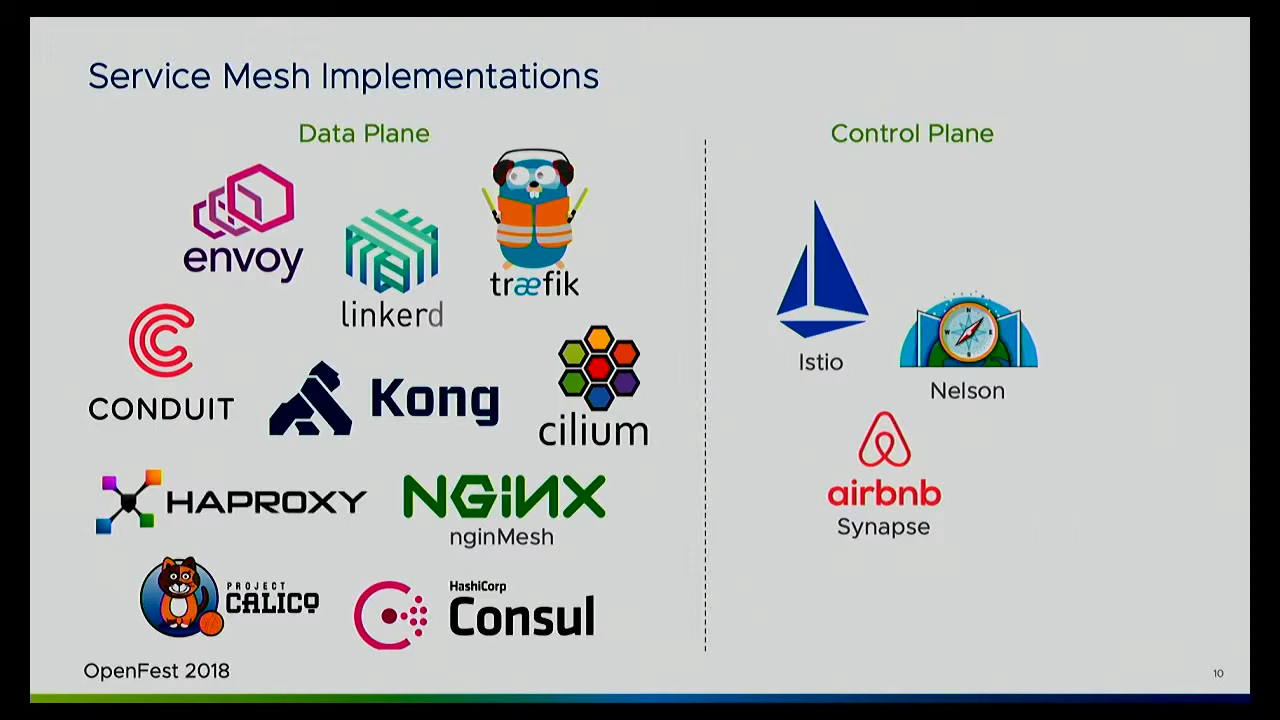 Service Mesh Implementations
Data Plane
Control Plane
envoy
linkerd
træfik
CONDUIT
Kong
cilium
HAPROXY
NGINX
nginMesh
PROJECT
CALICO
HashiCorp
Consul
Istio
N
W
E
S
Nelson
airbnb
Synapse
OpenFest 2018
10